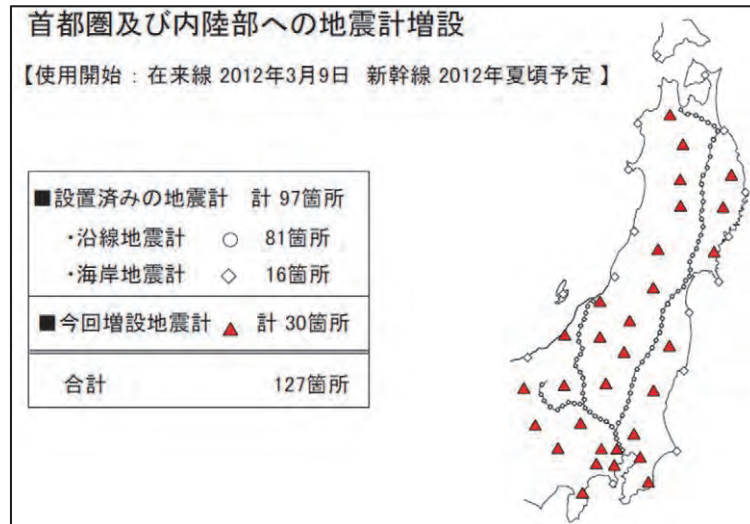 首都圏及び内陸部への地震計増設
【使用開始 : 在来線 2012年3月9日 新幹線 2012年夏頃予定 】
■設置済みの地震計 計 97箇所
・沿線地震計 ○ 81箇所
・海岸地震計 ◇ 16箇所
■今回増設地震計 ▲ 計 30箇所
合計 127箇所